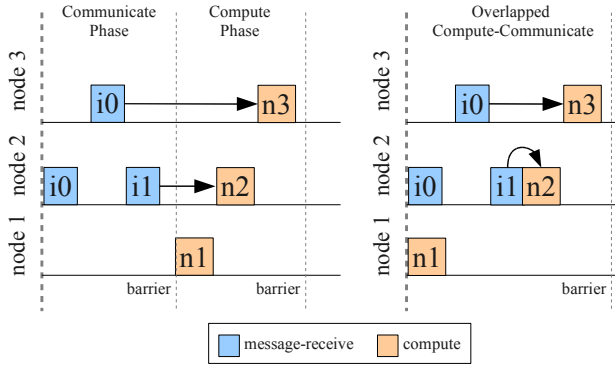 Communicate
Phase
Compute
Phase
Overlapped
Compute-Communicate
node 3
i0
n3
i0
n3
node 2
i0
i1
n2
i0
i1
n2
node 1
n1
n1
barrier
barrier
barrier
message-receive
compute